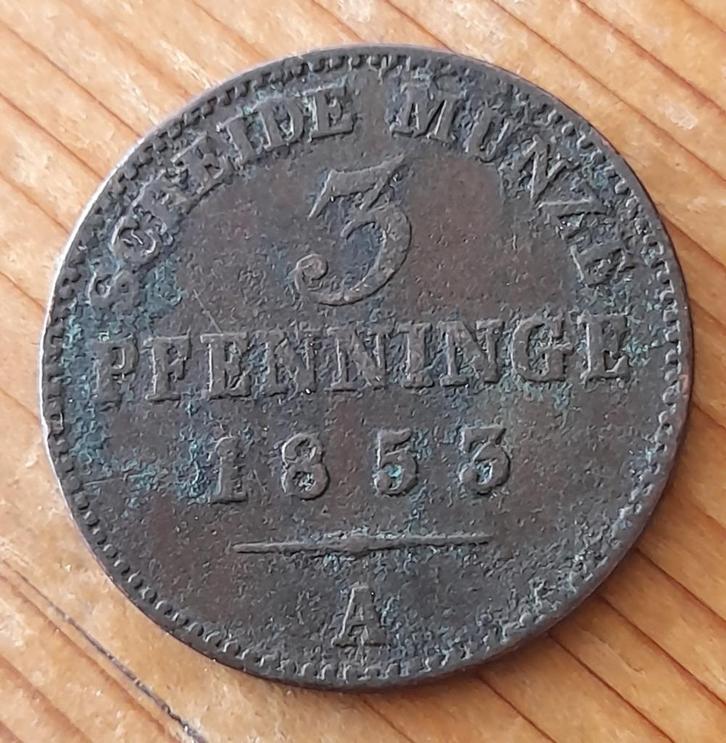 SCHEIDE MÜNZE
3
PFENNINGE
1853
A